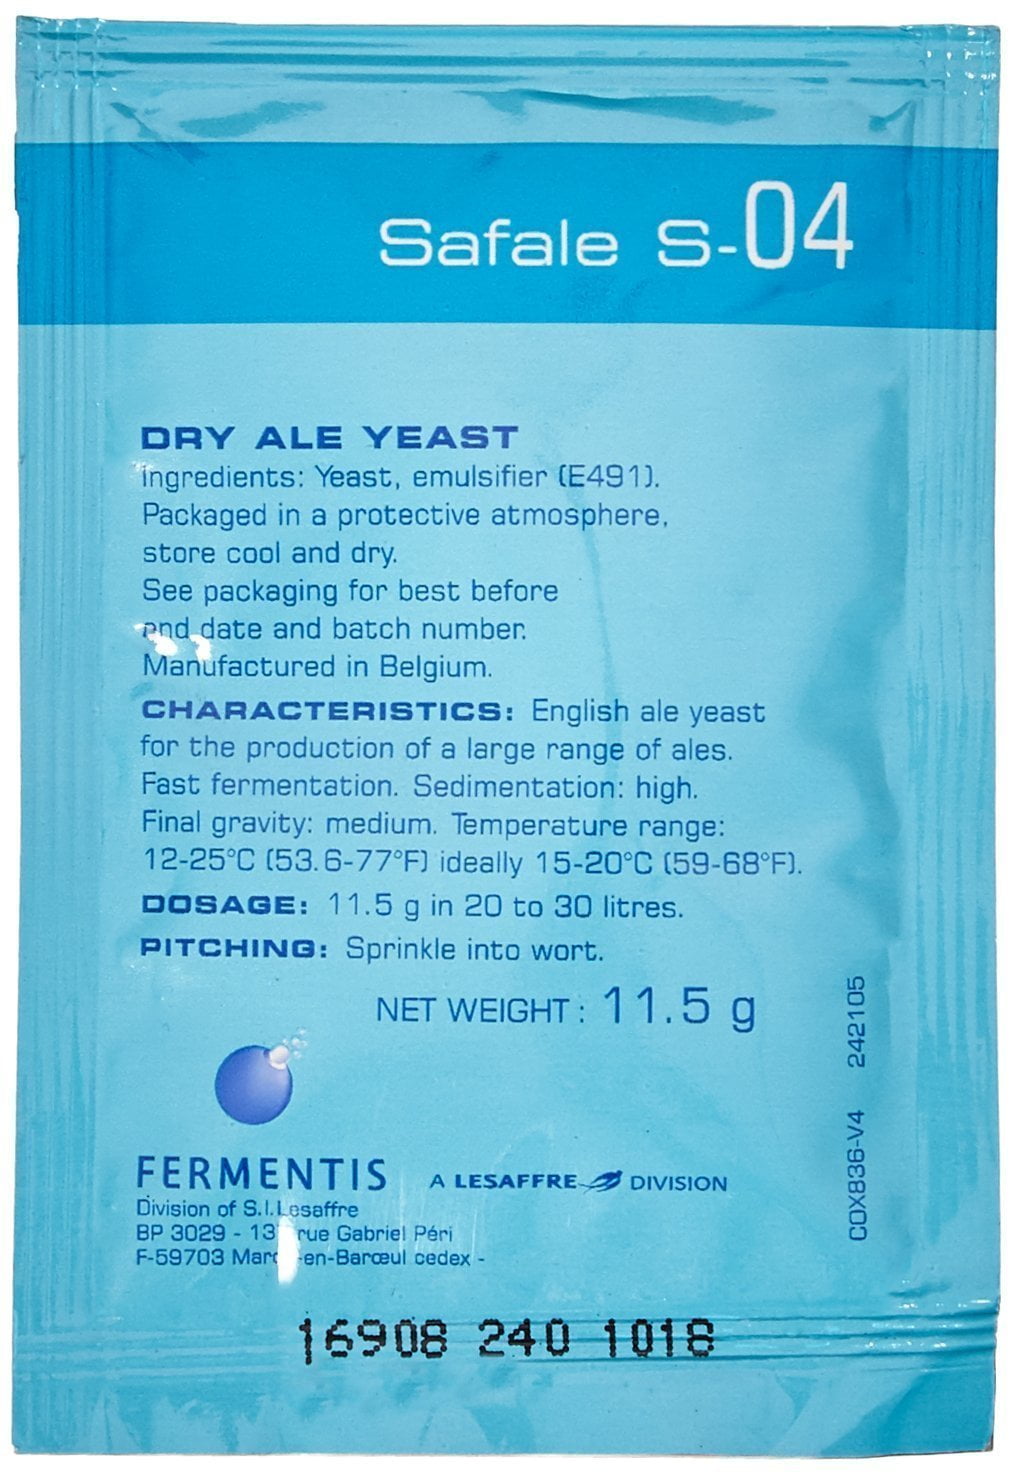 Safale S-04
DRY ALE YEAST
Ingredients: Yeast, emulsifier (E491).
Packaged in a protective atmosphere,
store cool and dry.
See packaging for best before
end date and batch number.
Manufactured in Belgium.
CHARACTERISTICS: English ale yeast
for the production of a large range of ales.
Fast fermentation. Sedimentation: high.
Final gravity: medium. Temperature range:
12-25°C (53.6-77°F) ideally 15-20°C (59-68°F).
DOSAGE: 11.5 g in 20 to 30 litres.
PITCHING: Sprinkle into wort.
NET WEIGHT : 11.5 g
COX836-V4 242105
FERMENTIS A LESAFFRE DIVISION
Division of S.I.Lesaffre
BP 3029 - rue Gabriel Péri
F-59703 -en-Barœul cedex -
16908 240 1018